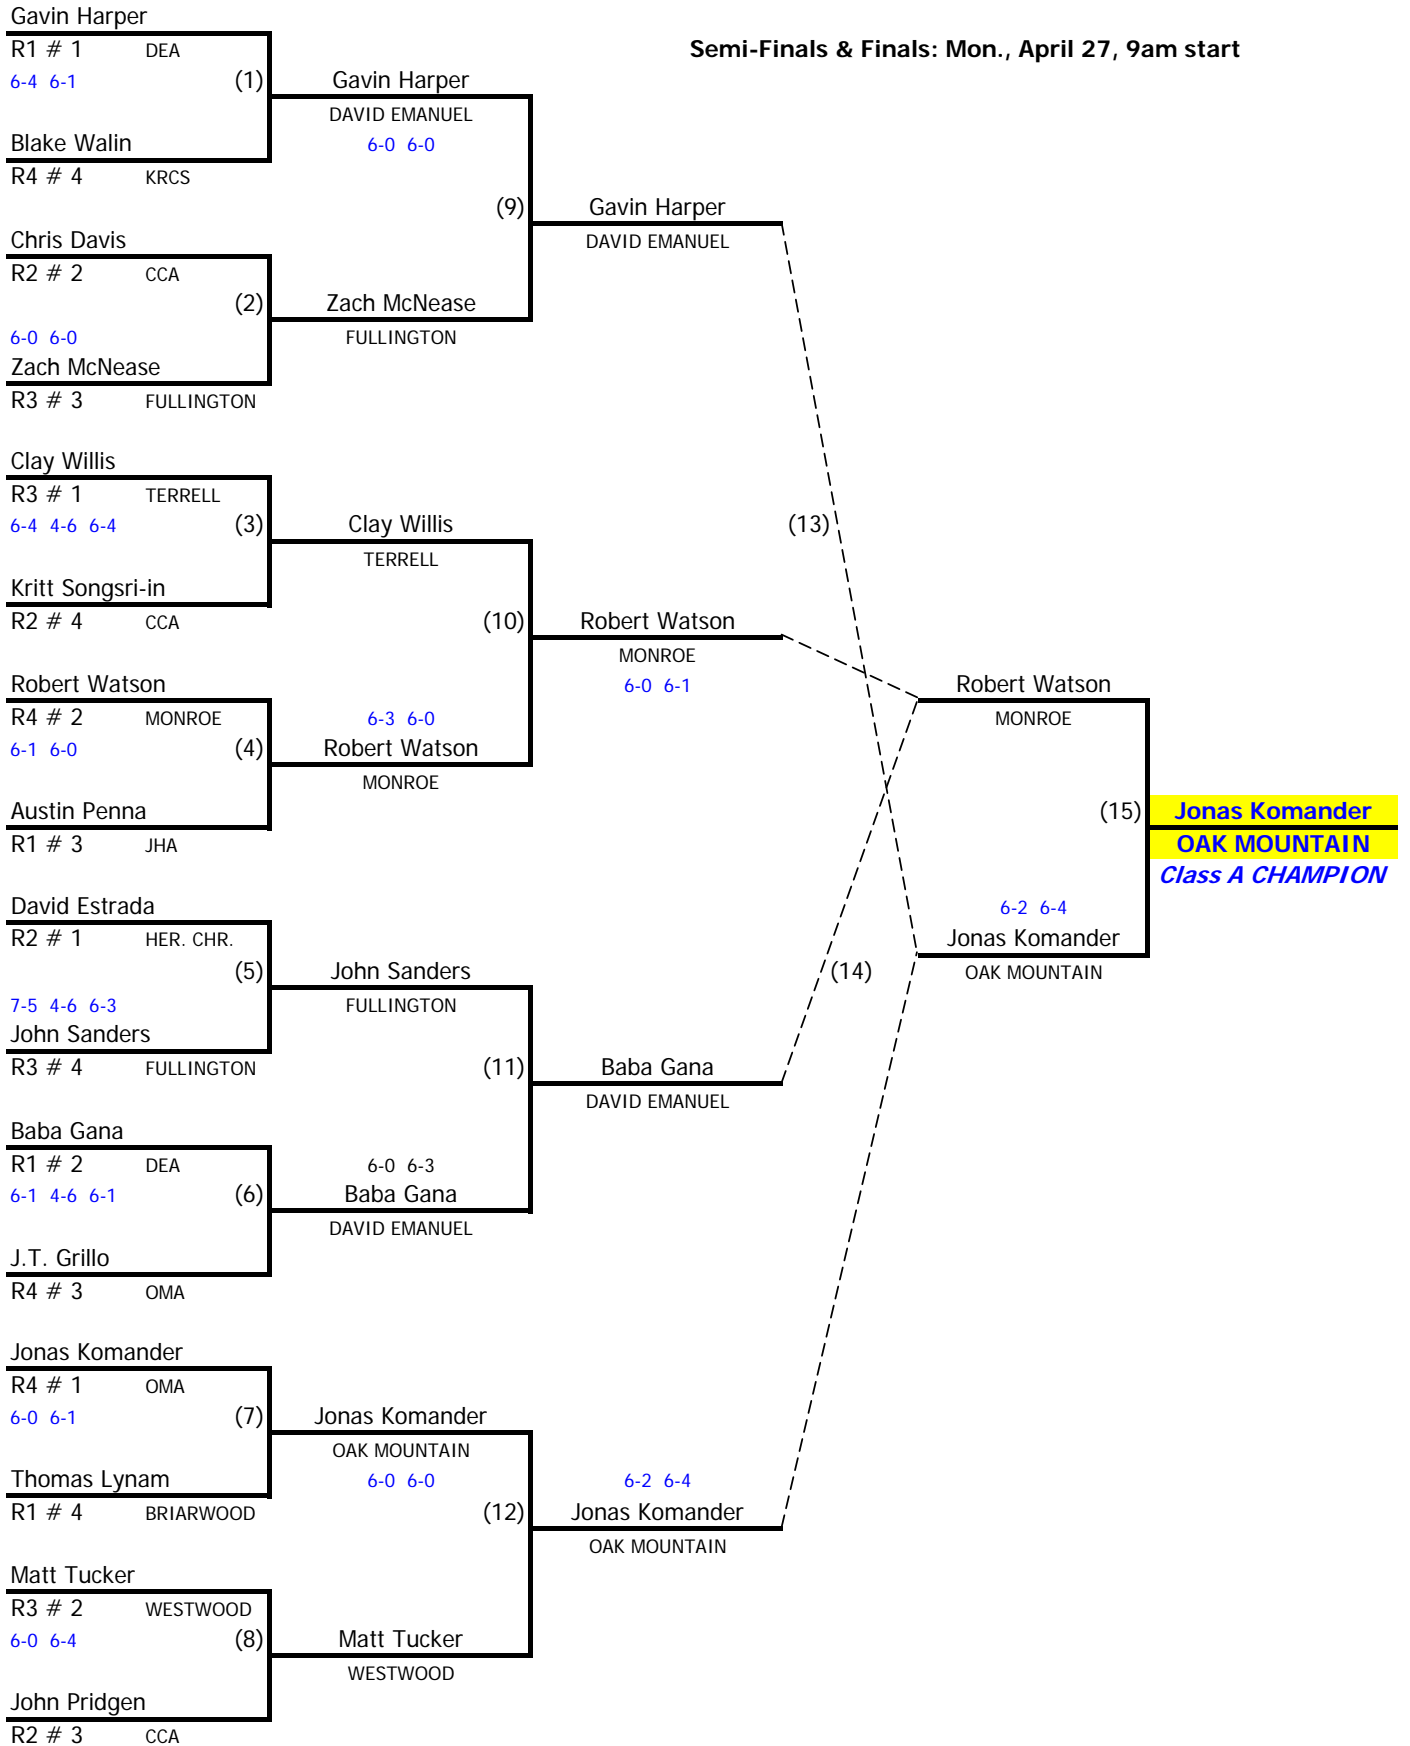 Gavin Harper
R1 # 1 DEA
6-4 6-1 (1)
Blake Walin
R4 # 4 KRCS
Chris Davis
R2 # 2 CCA
(2)
6-0 6-0
Zach McNease
R3 # 3 FULLINGTON
Clay Willis
R3 # 1 TERRELL
6-4 4-6 6-4 (3)
Kritt Songsri-in
R2 # 4 CCA
Robert Watson
R4 # 2 MONROE
6-1 6-0 (4)
Austin Penna
R1 # 3 JHA
David Estrada
R2 # 1 HER. CHR.
(5)
7-5 4-6 6-3
John Sanders
R3 # 4 FULLINGTON
Baba Gana
R1 # 2 DEA
6-1 4-6 6-1 (6)
J.T. Grillo
R4 # 3 OMA
Jonas Komander
R4 # 1 OMA
6-0 6-1 (7)
Thomas Lynam
R1 # 4 BRIARWOOD
Matt Tucker
R3 # 2 WESTWOOD
6-0 6-4 (8)
John Pridgen
R2 # 3 CCA
Gavin Harper
DAVID EMANUEL
6-0 6-0
(9)
Zach McNease
FULLINGTON
Clay Willis
TERRELL
(10)
6-3 6-0
Robert Watson
MONROE
John Sanders
FULLINGTON
(11)
6-0 6-3
Baba Gana
DAVID EMANUEL
Jonas Komander
OAK MOUNTAIN
6-0 6-0
(12)
Matt Tucker
WESTWOOD
Semi-Finals & Finals: Mon., April 27, 9am start
Gavin Harper
DAVID EMANUEL
(13)
Robert Watson
MONROE
6-0 6-1
Baba Gana
DAVID EMANUEL
(14)
6-2 6-4
Jonas Komander
OAK MOUNTAIN
Robert Watson
MONROE
(15)
6-2 6-4
Jonas Komander
OAK MOUNTAIN
Jonas Komander
OAK MOUNTAIN
Class A CHAMPION